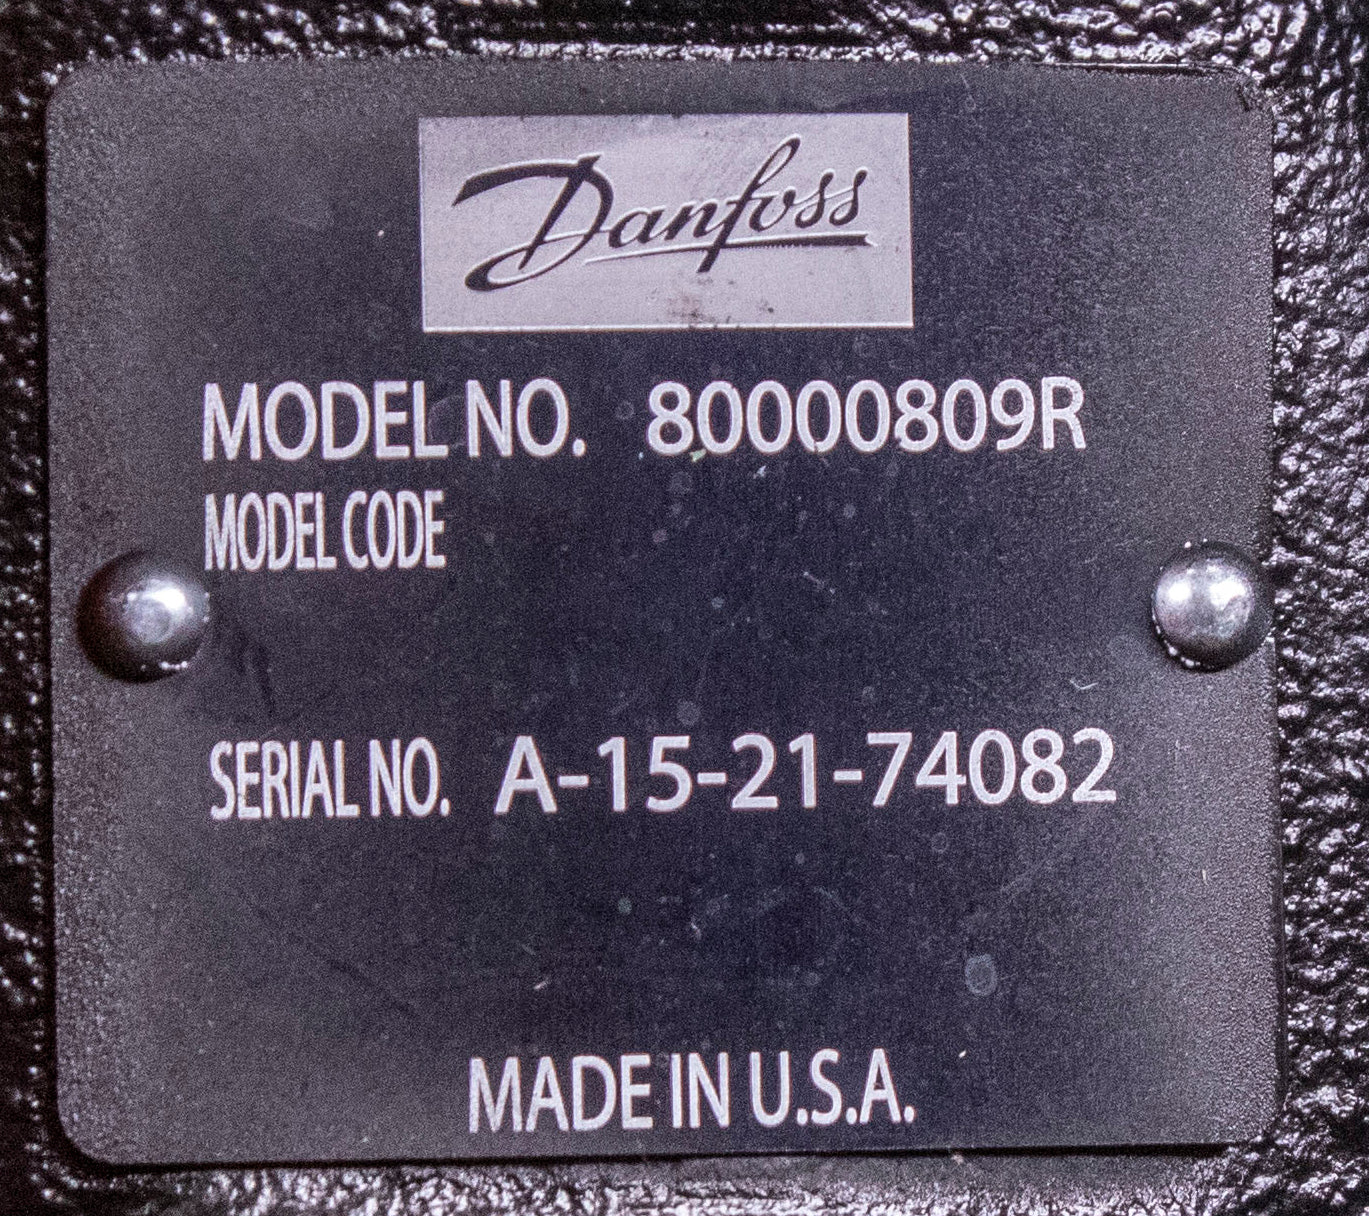 Danfoss
MODEL NO. 80000809R
MODEL CODE
SERIAL NO. A-15-21-74082
MADE IN U.S.A.